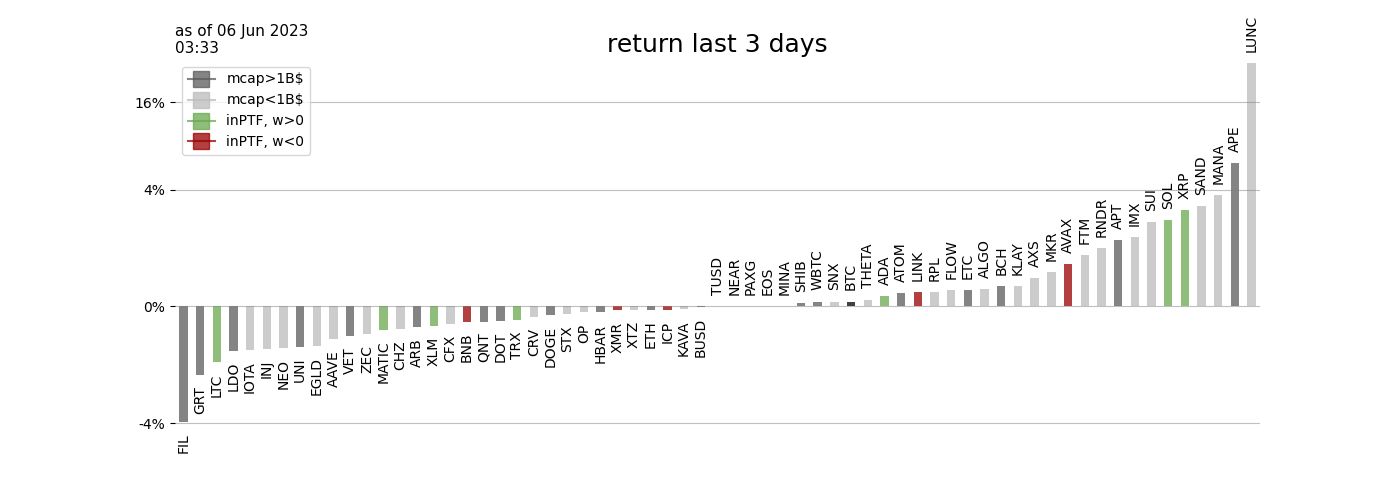 as of 06 Jun 2023
03:33
return last 3 days
mcap>1B$
mcap<1B$
inPTF, w>0
inPTF, w<0
16%
4%
0%
-4%
FIL
GRT
LTC
LDO
IOTA
INJ
NEO
UNI
EGLD
AAVE
VET
ZEC
MATIC
CHZ
ARB
XLM
CFX
BNB
QNT
DOT
TRX
CRV
DOGE
STX
OP
HBAR
XMR
XTZ
ETH
ICP
KAVA
BUSD
TUSD
NEAR
PAXG
EOS
MINA
SHIB
WBTC
SNX
BTC
THETA
ADA
ATOM
LINK
RPL
FLOW
ETC
ALGO
BCH
KLAY
AXS
MKR
AVAX
FTM
RNDR
APT
IMX
SUI
SOL
XRP
SAND
MANA
APE
LUNC